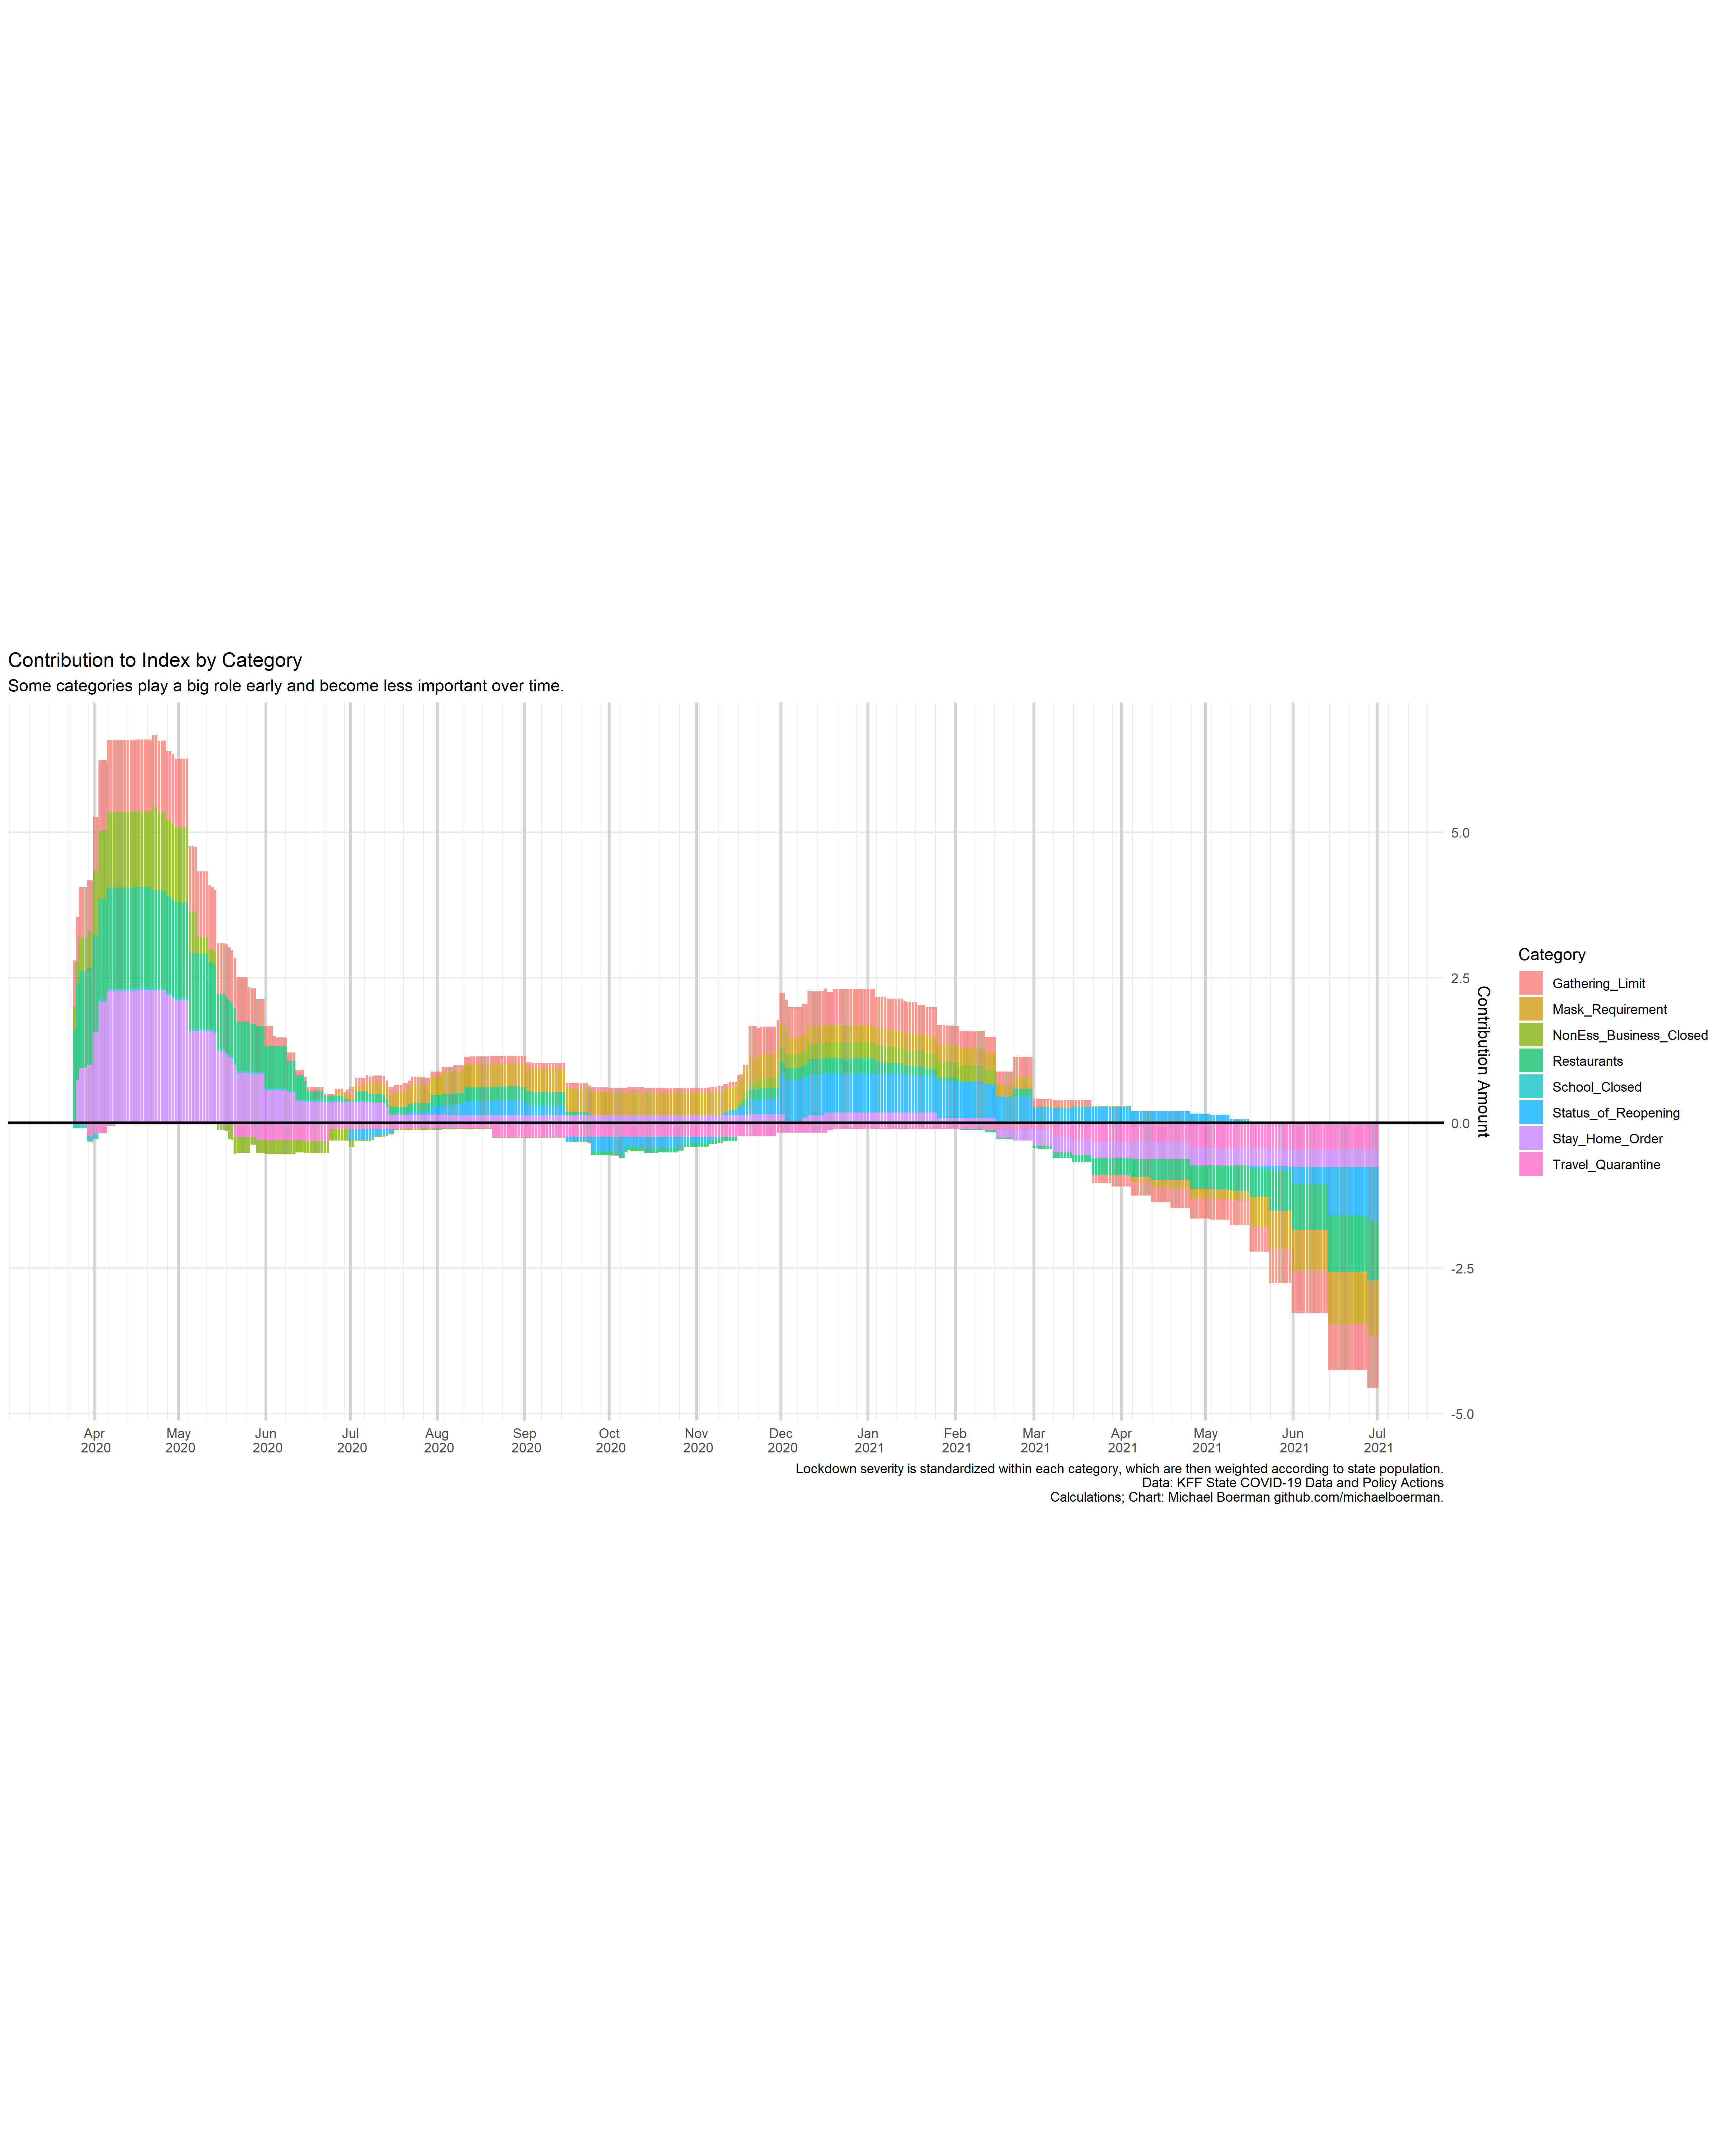 Contribution to Index by Category
Some categories play a big role early and become less important over time.
5.0
2.5
0.0
-2.5
-5.0
Contribution Amount
Apr 2020
May 2020
Jun 2020
Jul 2020
Aug 2020
Sep 2020
Oct 2020
Nov 2020
Dec 2020
Jan 2021
Feb 2021
Mar 2021
Apr 2021
May 2021
Jun 2021
Jul 2021
Lockdown severity is standardized within each category, which are then weighted according to state population.
Data: KFF State COVID-19 Data and Policy Actions
Calculations; Chart: Michael Boerman github.com/michaelboerman.
Category
Gathering_Limit
Mask_Requirement
NonEss_Business_Closed
Restaurants
School_Closed
Status_of_Reopening
Stay_Home_Order
Travel_Quarantine